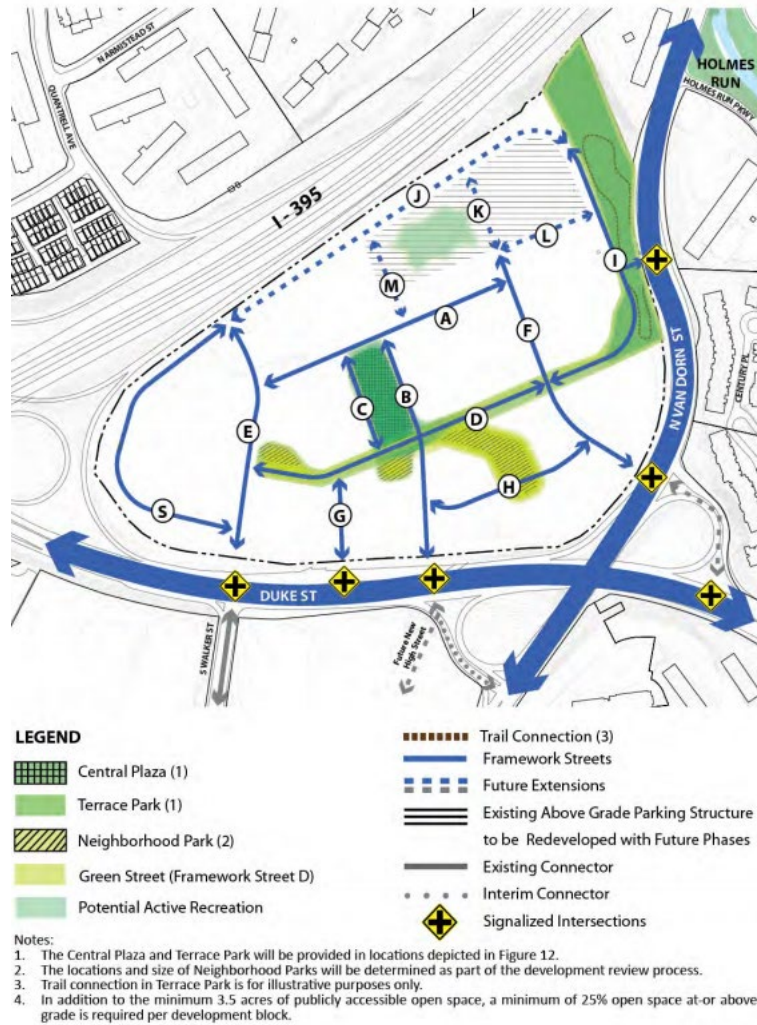 N ARMISTEAD ST
QUANTRELL AVE
HOLMES
RUN
HOLMES RUN PKWY
I - 395
J
K
L
I
M
A
F
N VAN DORN ST
CENTURY PL
B
C
D
E
H
S
G
DUKE ST
S WALKER ST
Future New
High Street
LEGEND
Central Plaza (1)
Terrace Park (1)
Neighborhood Park (2)
Green Street (Framework Street D)
Potential Active Recreation
Trail Connection (3)
Framework Streets
Future Extensions
Existing Above Grade Parking Structure
to be Redeveloped with Future Phases
Existing Connector
Interim Connector
Signalized Intersections
Notes:
1. The Central Plaza and Terrace Park will be provided in locations depicted in Figure 12.
2. The locations and size of Neighborhood Parks will be determined as part of the development review process.
3. Trail connection in Terrace Park is for illustrative purposes only.
4. In addition to the minimum 3.5 acres of publicly accessible open space, a minimum of 25% open space at-or above
grade is required per development block.